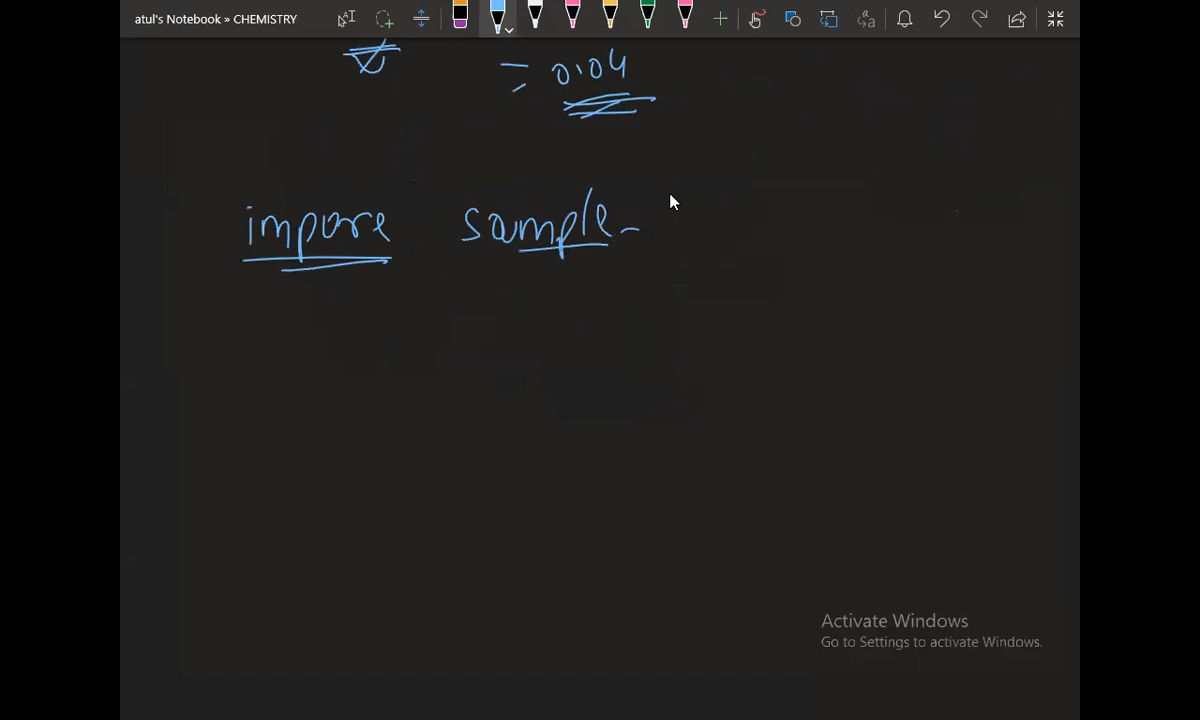 atul's Notebook » CHEMISTRY
= 0.04
impure sample-
Activate Windows
Go to Settings to activate Windows.